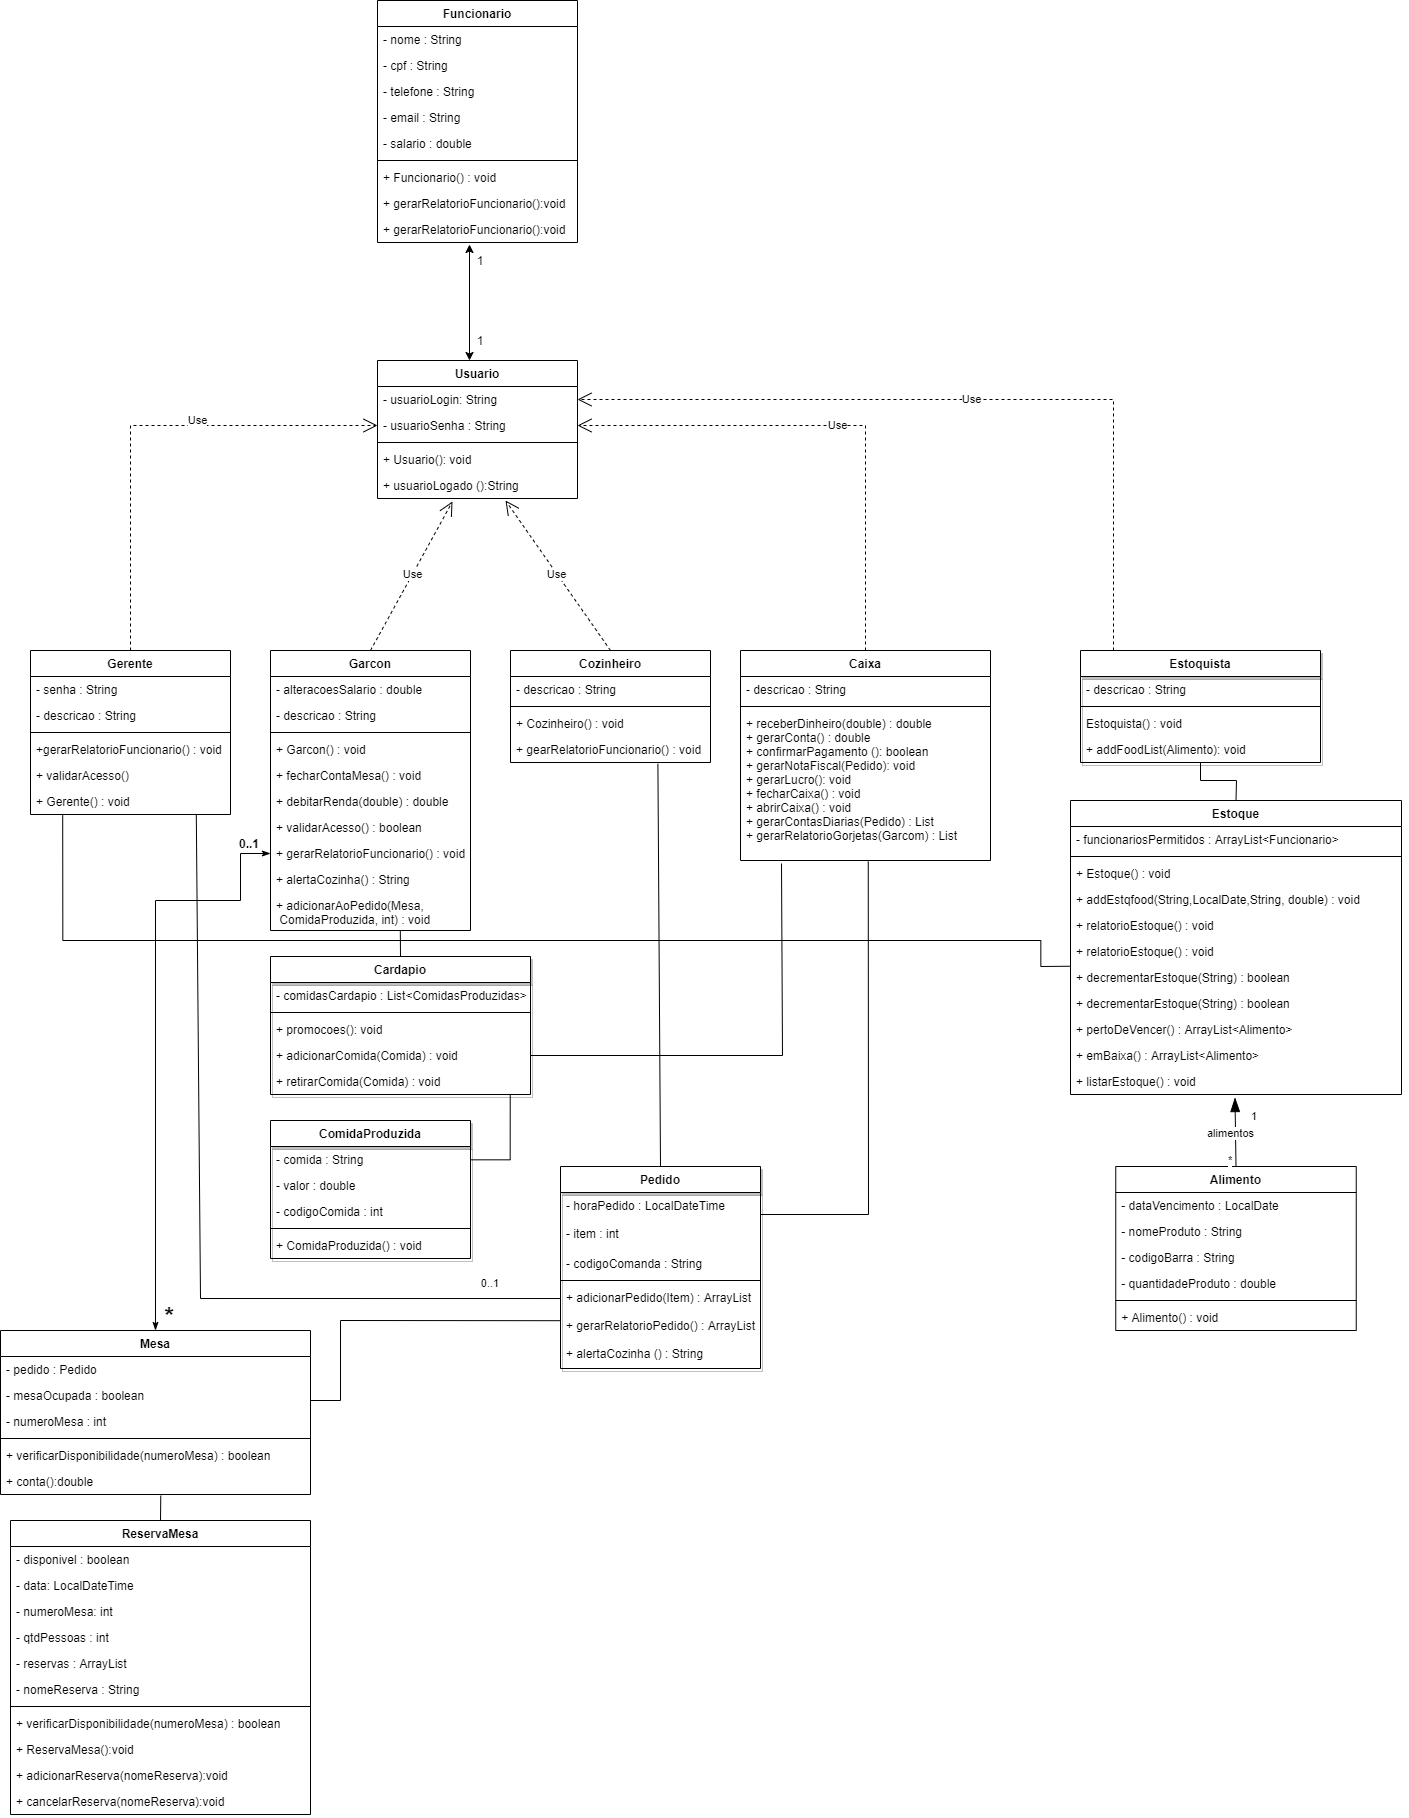 Funcionario
- nome : String
- cpf : String
- telefone : String
- email : String
- salario : double
+ Funcionario() : void
+ gerarRelatorioFuncionario():void
+ gerarRelatorioFuncionario():void
1
1
Usuario
- usuarioLogin: String
- usuarioSenha : String
+ Usuario(): void
+ usuarioLogado ():String
Use
Use
Use
Use
Use
Gerente
- senha : String
- descricao : String
+gerarRelatorioFuncionario() : void
+ validarAcesso()
+ Gerente() : void
Garcon
- alteracoesSalario : double
- descricao : String
+ Garcon() : void
+ fecharContaMesa() : void
+ debitarRenda(double) : double
+ validarAcesso() : boolean
+ gerarRelatorioFuncionario() : void
+ alertaCozinha() : String
+ adicionarAoPedido(Mesa,
ComidaProduzida, int) : void
0..1
Cozinheiro
- descricao : String
+ Cozinheiro() : void
+ gearRelatorioFuncionario() : void
Caixa
- descricao : String
+ receberDinheiro(double) : double
+ gerarConta() : double
+ confirmarPagamento (): boolean
+ gerarNotaFiscal(Pedido): void
+ gerarLucro(): void
+ fecharCaixa() : void
+ abrirCaixa() : void
+ gerarContasDiarias(Pedido) : List
+ gerarRelatorioGorjetas(Garcom) : List
Estoquista
- descricao : String
Estoquista() : void
+ addFoodList(Alimento): void
Estoque
- funcionariosPermitidos : ArrayList<Funcionario>
+ Estoque() : void
+ addEstqfood(String,LocalDate,String, double) : void
+ relatorioEstoque() : void
+ relatorioEstoque() : void
+ decrementarEstoque(String) : boolean
+ decrementarEstoque(String) : boolean
+ pertoDeVencer() : ArrayList<Alimento>
+ emBaixa() : ArrayList<Alimento>
+ listarEstoque() : void
Cardapio
- comidasCardapio : List<ComidasProduzidas>
+ promocoes(): void
+ adicionarComida(Comida) : void
+ retirarComida(Comida) : void
ComidaProduzida
- comida : String
- valor : double
- codigoComida : int
+ ComidaProduzida() : void
1
alimentos
*
Pedido
- horaPedido : LocalDateTime
- item : int
- codigoComanda : String
+ adicionarPedido(Item) : ArrayList
+ gerarRelatorioPedido() : ArrayList
+ alertaCozinha () : String
0..1
Alimento
- dataVencimento : LocalDate
- nomeProduto : String
- codigoBarra : String
- quantidadeProduto : double
+ Alimento() : void
*
Mesa
- pedido : Pedido
- mesaOcupada : boolean
- numeroMesa : int
+ verificarDisponibilidade(numeroMesa) : boolean
+ conta():double
ReservaMesa
- disponivel : boolean
- data: LocalDateTime
- numeroMesa: int
- qtdPessoas : int
- reservas : ArrayList
- nomeReserva : String
+ verificarDisponibilidade(numeroMesa) : boolean
+ ReservaMesa():void
+ adicionarReserva(nomeReserva):void
+ cancelarReserva(nomeReserva):void